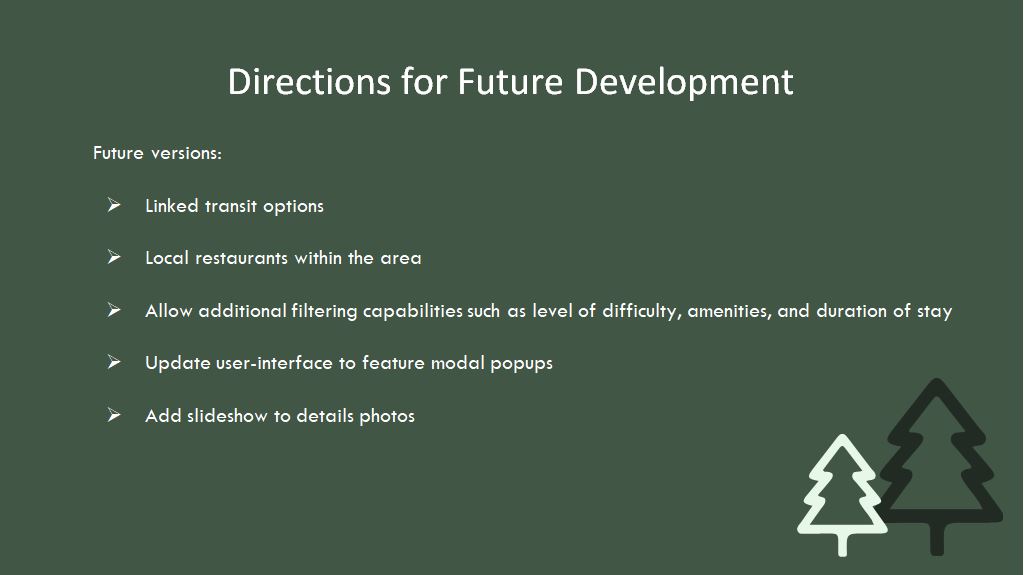 Directions for Future Development
Future versions:
➢ Linked transit options
➢ Local restaurants within the area
➢ Allow additional filtering capabilities such as level of difficulty, amenities, and duration of stay
➢ Update user-interface to feature modal popups
➢ Add slideshow to details photos